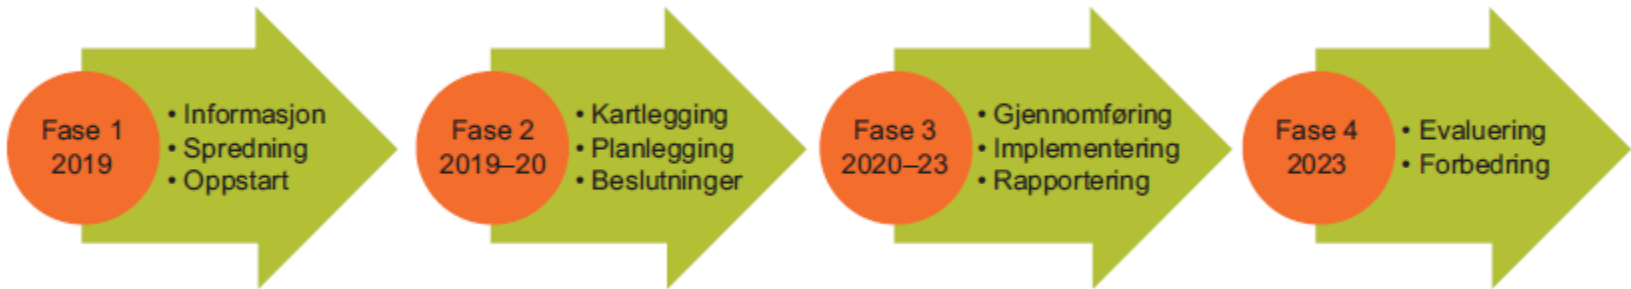 Fase 1
2019
• Informasjon
• Spredning
• Oppstart
Fase 2
2019–20
• Kartlegging
• Planlegging
• Beslutninger
Fase 3
2020–23
• Gjennomføring
• Implementering
• Rapportering
Fase 4
2023
• Evaluering
• Forbedring